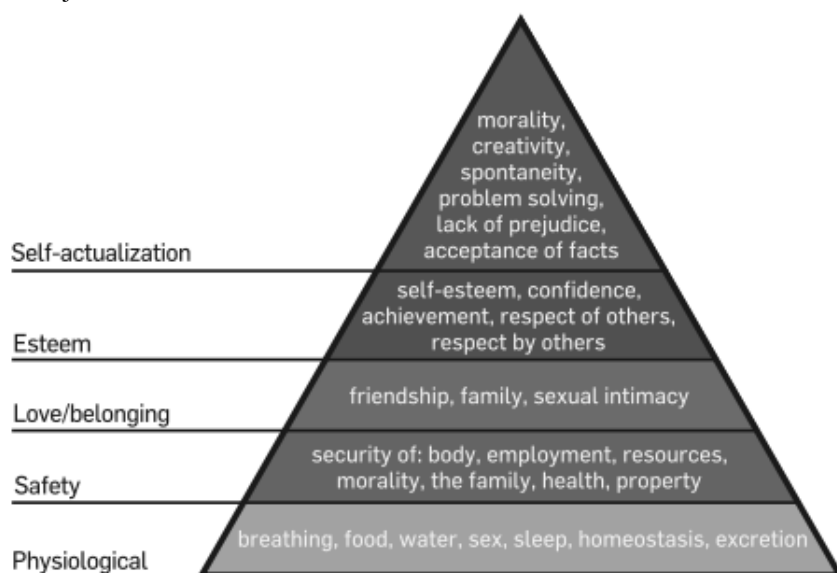 morality,
creativity,
spontaneity,
problem solving,
lack of prejudice,
acceptance of facts
Self-actualization
self-esteem, confidence,
achievement, respect of others,
respect by others
Esteem
friendship, family, sexual intimacy
Love/belonging
security of: body, employment, resources,
morality, the family, health, property
Safety
breathing, food, water, sex, sleep, homeostasis, excretion
Physiological